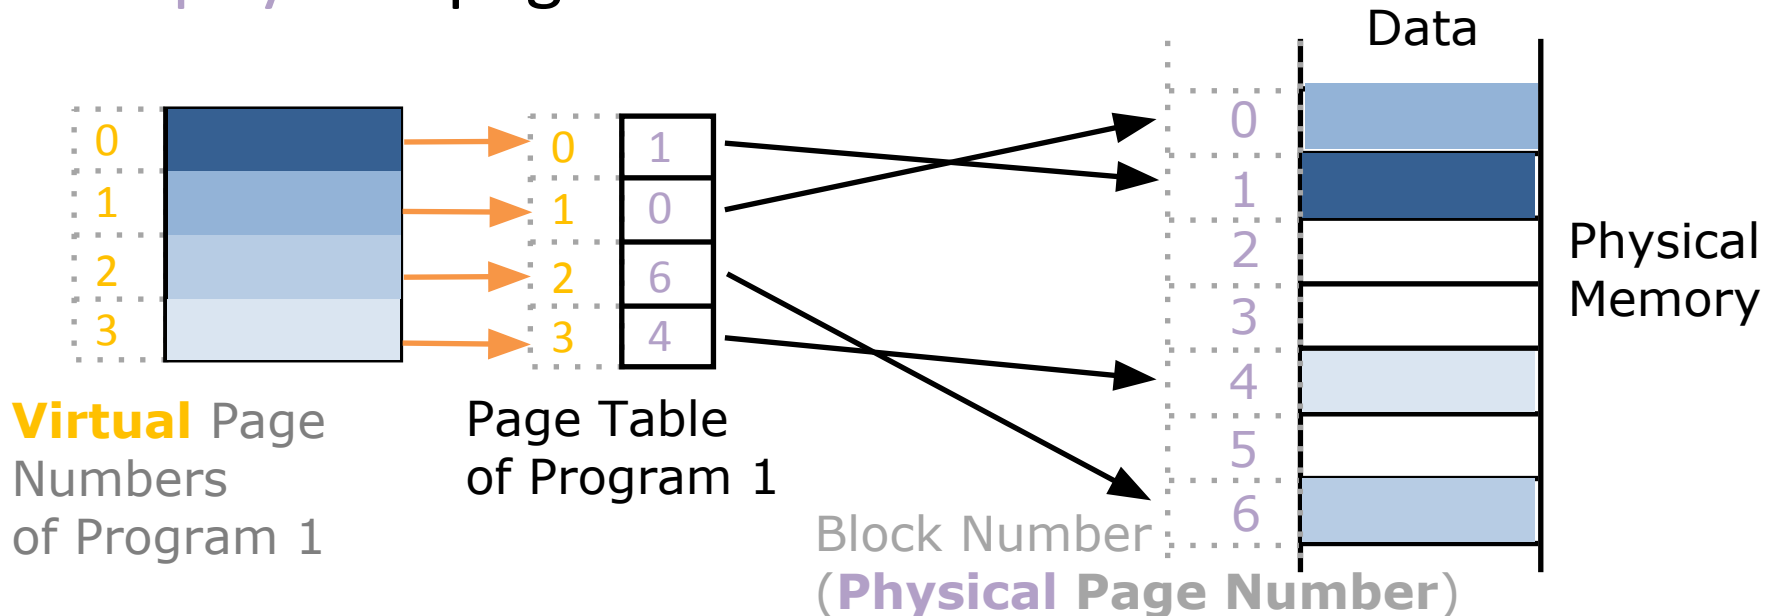 Data
0 0 1 0
1 1 0 1
2 2 6 2
3 3 4 3
4
5
6
Physical
Memory
Virtual Page
Numbers
of Program 1
Page Table
of Program 1
Block Number
(Physical Page Number)